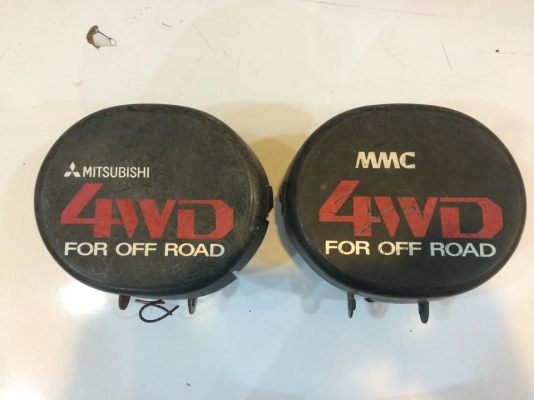 MITSUBISHI
4WD
FOR OFF ROAD
MMC
4WD
FOR OFF ROAD